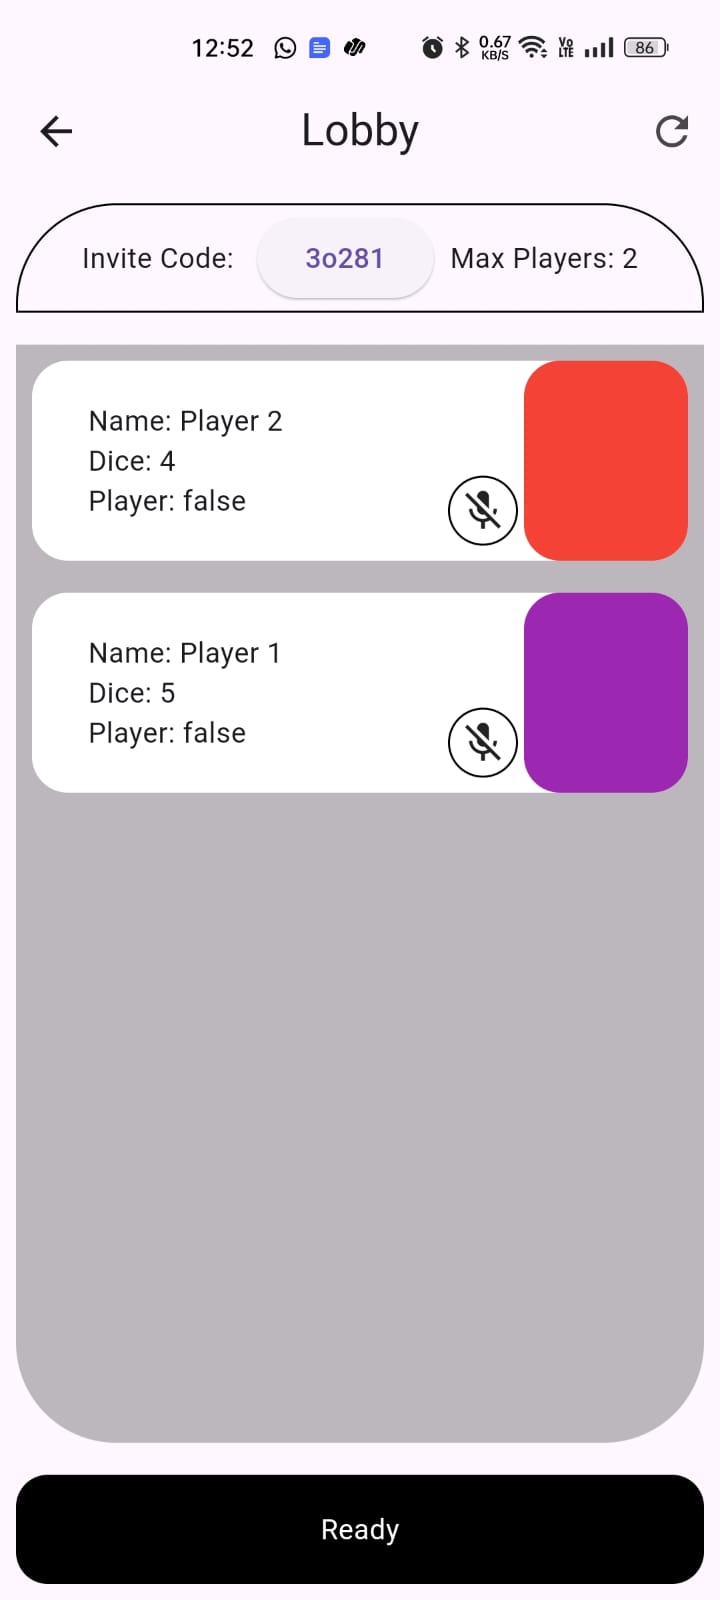 12:52 0.67 KB/S Vo LTE 86
Lobby
Invite Code: 3o281 Max Players: 2
Name: Player 2
Dice: 4
Player: false
Name: Player 1
Dice: 5
Player: false
Ready